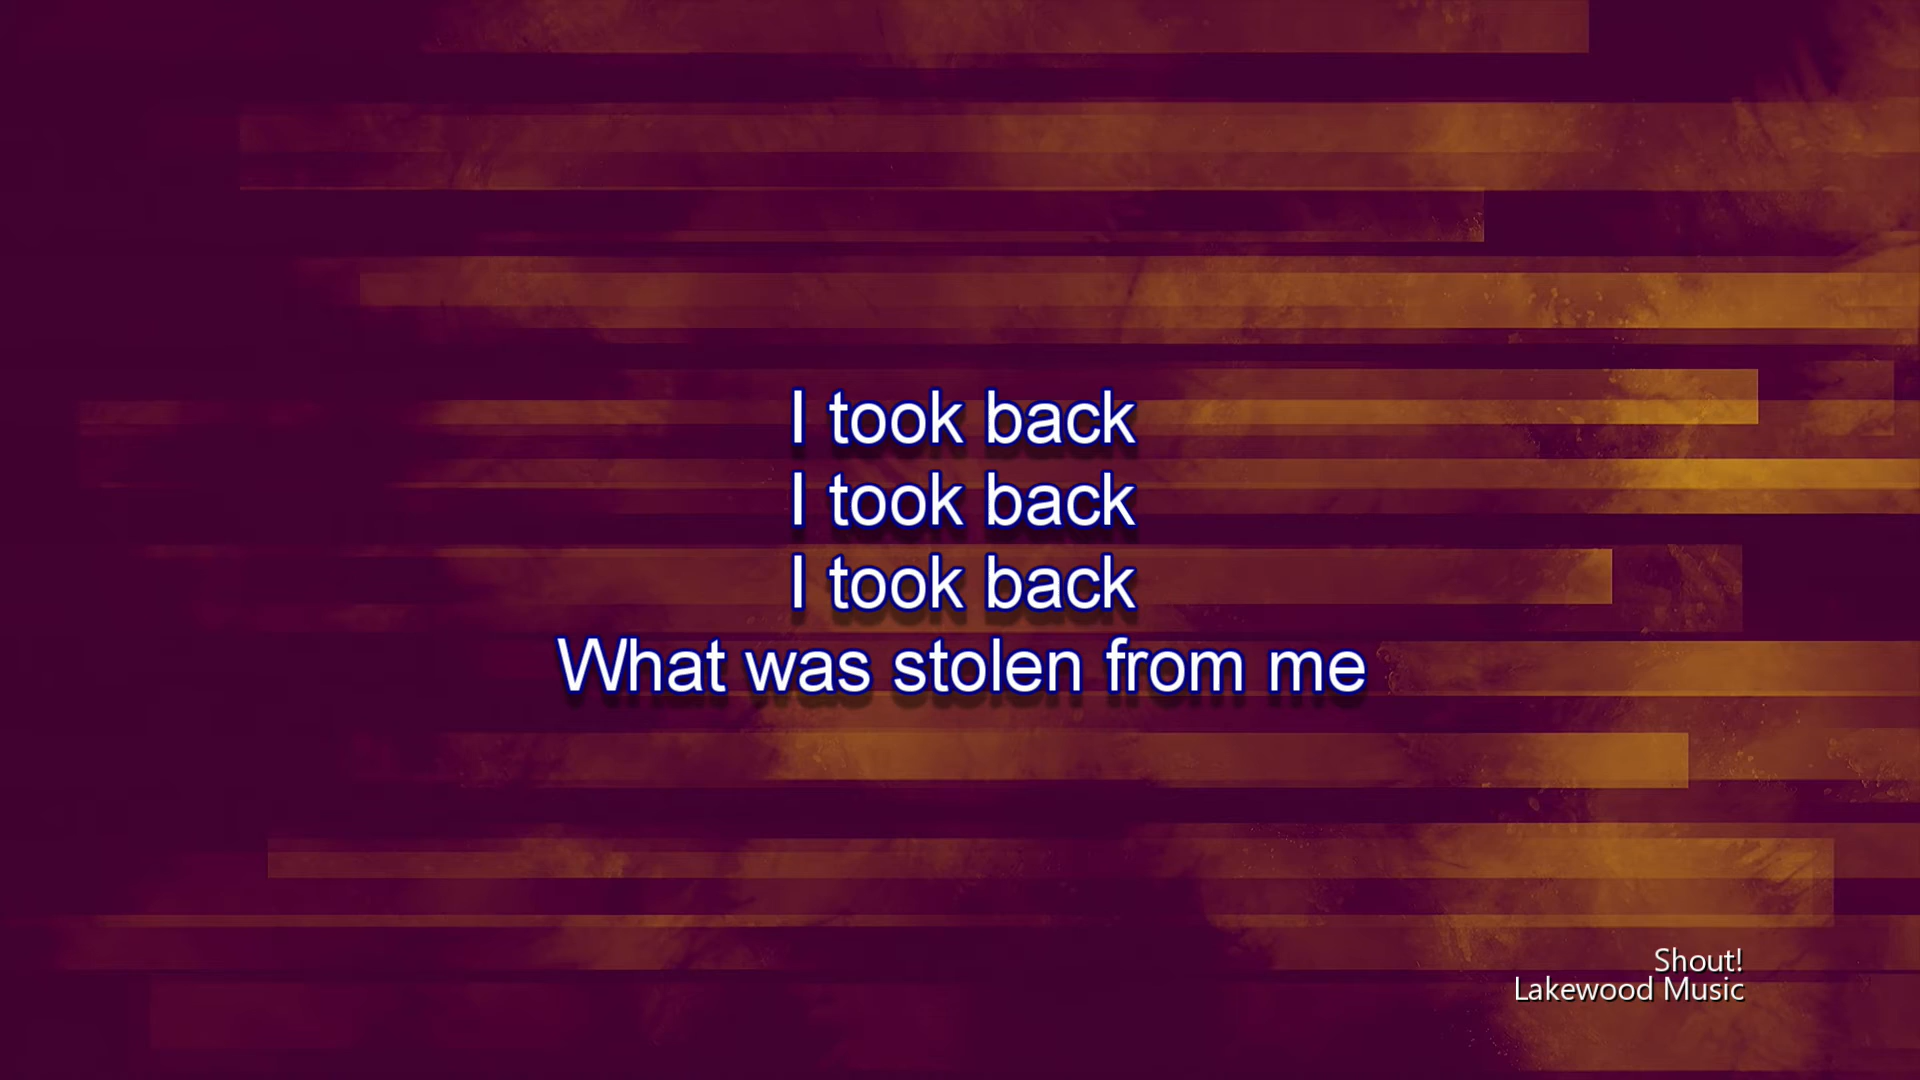 I took back
I took back
I took back
What was stolen from me
Shout!
Lakewood Music